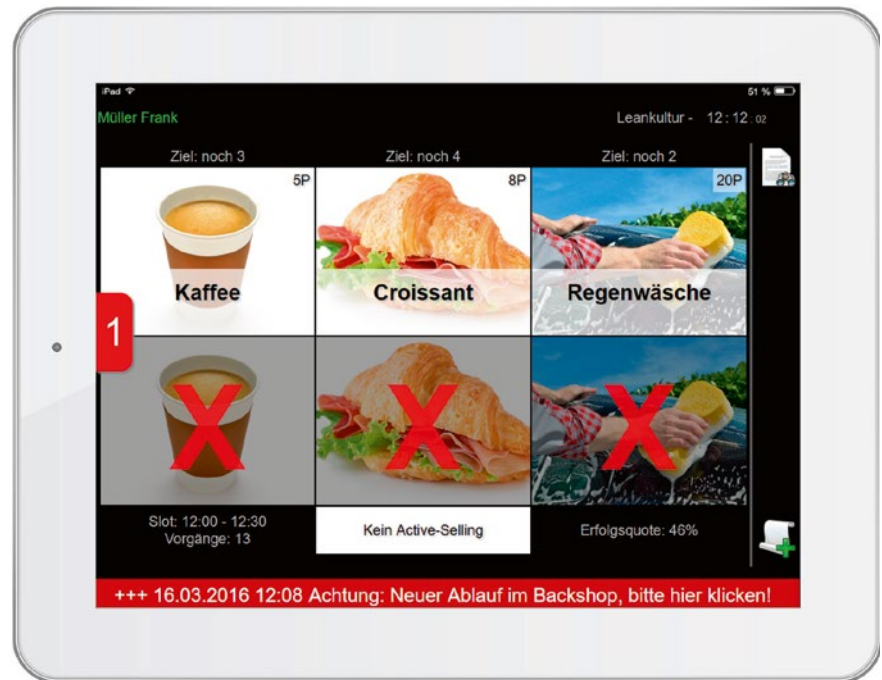 iPad
51 %
Müller Frank
Leankultur - 12:12:02
Ziel: noch 3
Ziel: noch 4
Ziel: noch 2
5P
8P
20P
Kaffee
Croissant
Regenwäsche
1
X
X
X
Slot: 12:00 - 12:30
Vorgänge: 13
Kein Active-Selling
Erfolgsquote: 46%
+++ 16.03.2016 12:08 Achtung: Neuer Ablauf im Backshop, bitte hier klicken!